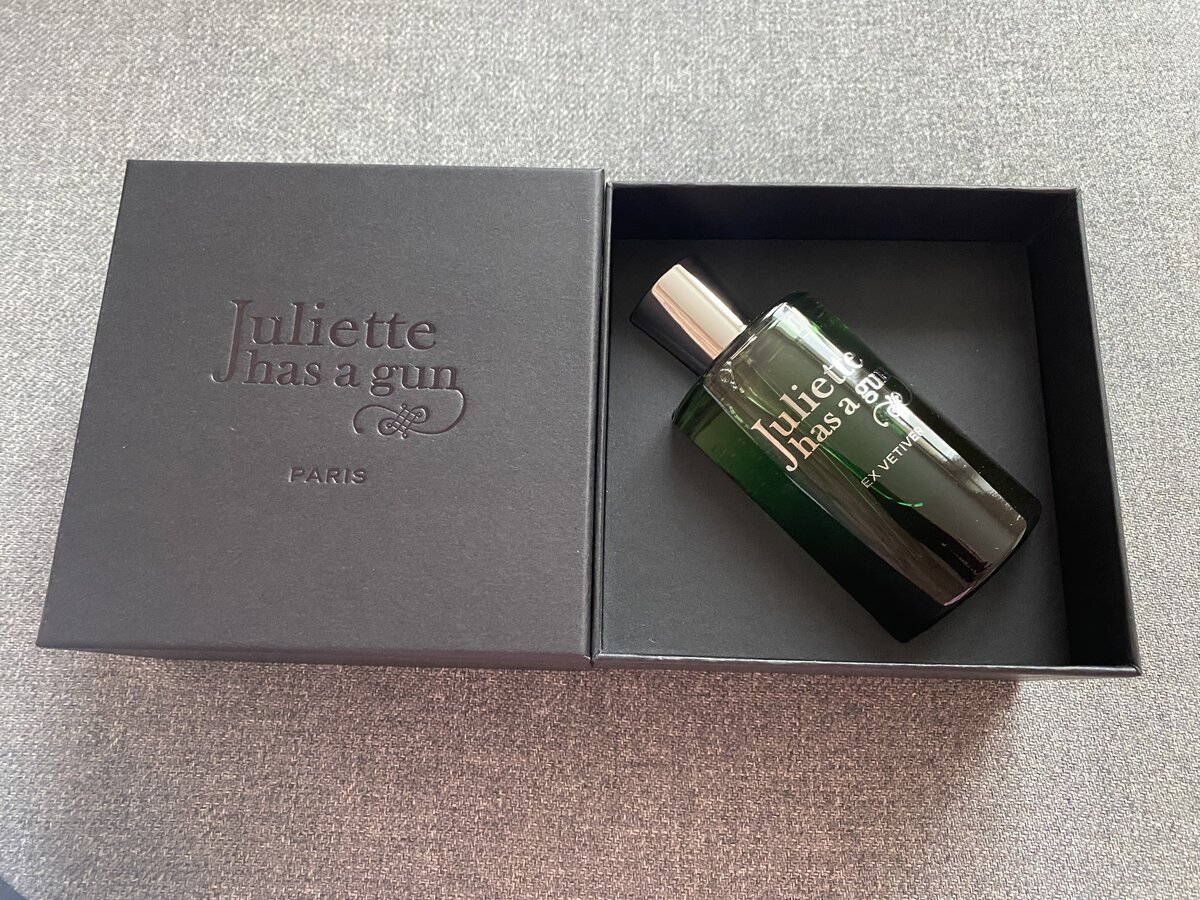 Juliette
has a gun
PARIS
Juliette
has a gun
EX VETIVER